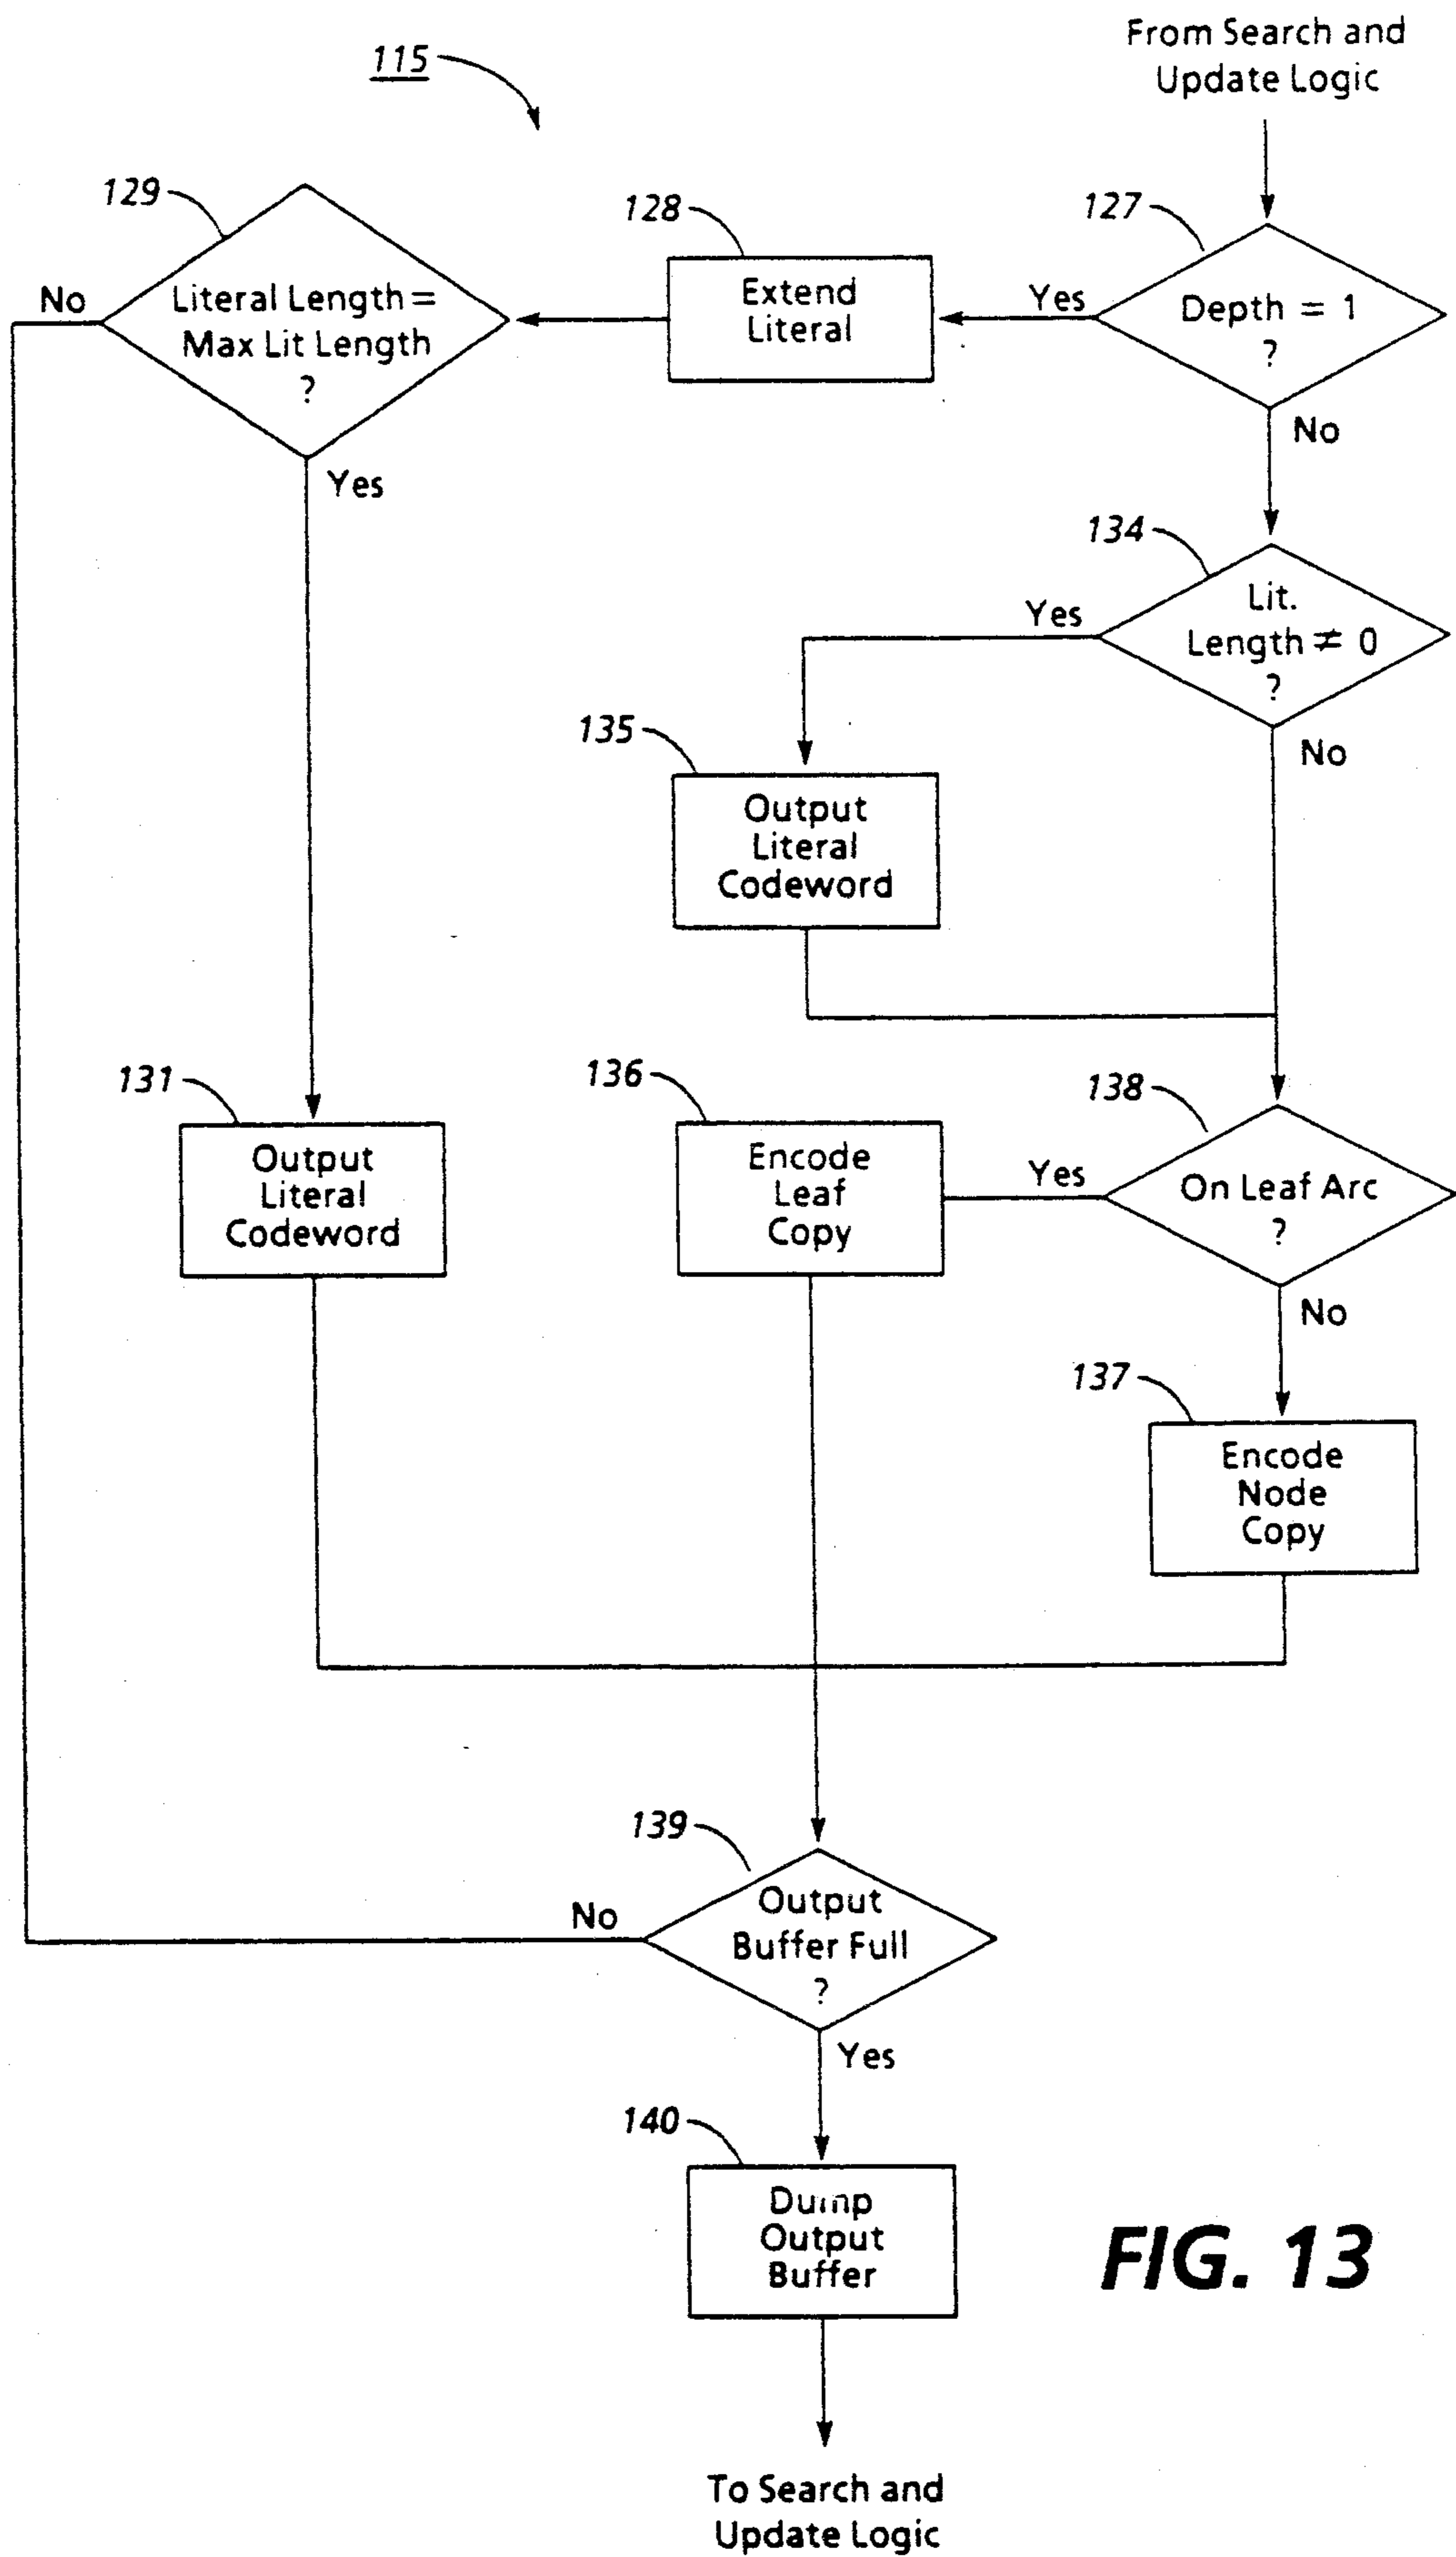 From Search and
Update Logic
115
129
Literal Length =
Max Lit Length
?
No
Yes
128
Extend
Literal
127
Depth = 1
?
Yes
No
134
Lit.
Length ≠ 0
?
Yes
No
135
Output
Literal
Codeword
131
Output
Literal
Codeword
136
Encode
Leaf
Copy
138
On Leaf Arc
?
Yes
No
137
Encode
Node
Copy
139
Output
Buffer Full
?
No
Yes
140
Dump
Output
Buffer
FIG. 13
To Search and
Update Logic